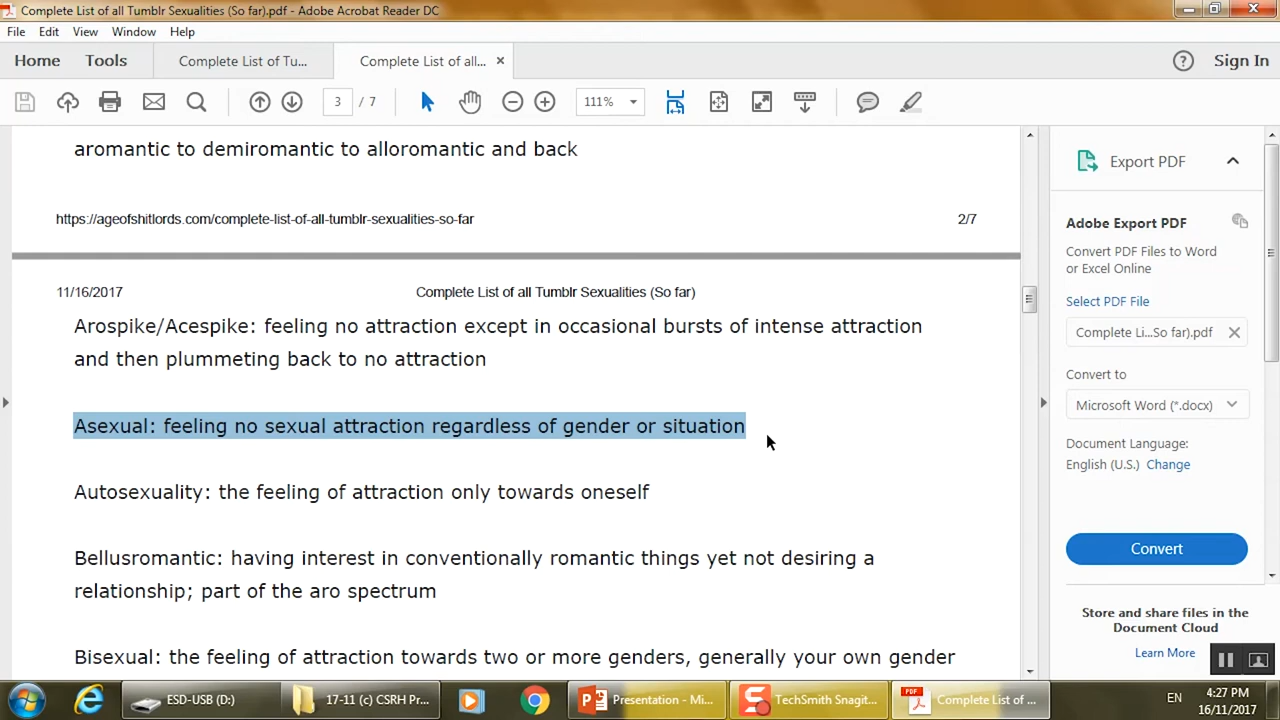 Complete List of all Tumblr Sexualities (So far).pdf - Adobe Acrobat Reader DC
File Edit View Window Help
Home Tools Complete List of Tu... Complete List of all... Sign In
3 / 7 111%
aromantic to demiromantic to alloromantic and back
https://ageofshitlords.com/complete-list-of-all-tumblr-sexualities-so-far 2/7
11/16/2017 Complete List of all Tumblr Sexualities (So far)
Arospike/Acespike: feeling no attraction except in occasional bursts of intense attraction
and then plummeting back to no attraction
Asexual: feeling no sexual attraction regardless of gender or situation
Autosexuality: the feeling of attraction only towards oneself
Bellusromantic: having interest in conventionally romantic things yet not desiring a
relationship; part of the aro spectrum
Bisexual: the feeling of attraction towards two or more genders, generally your own gender
Export PDF
Adobe Export PDF
Convert PDF Files to Word
or Excel Online
Select PDF File
Complete Li...So far).pdf
Convert to
Microsoft Word (*.docx)
Document Language:
English (U.S.) Change
Convert
Store and share files in the
Document Cloud
Learn More
ESD-USB (D:) 17-11 (c) CSRH Pre... Presentation - Mi... TechSmith Snagit... PDF Complete List of ... EN 4:27 PM
16/11/2017